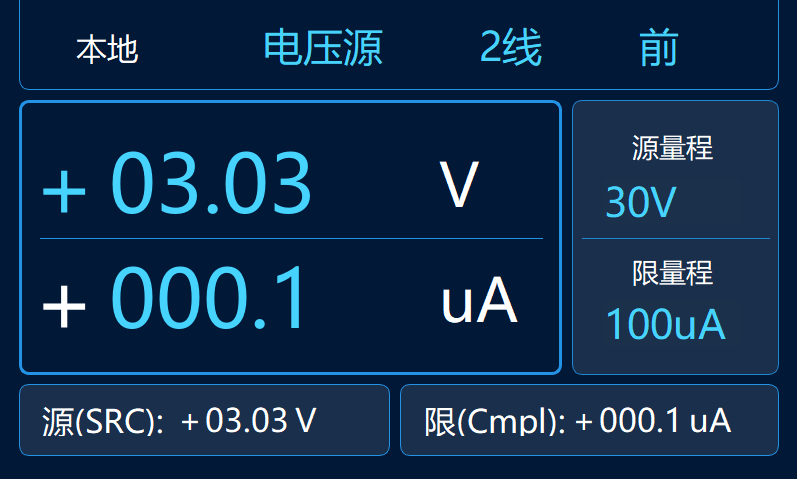 本地 电压源 2线 前
+ 03.03 V
源量程
30V
+ 000.1 uA
限量程
100uA
源(SRC): +03.03 V
限(Cmpl): +000.1 uA